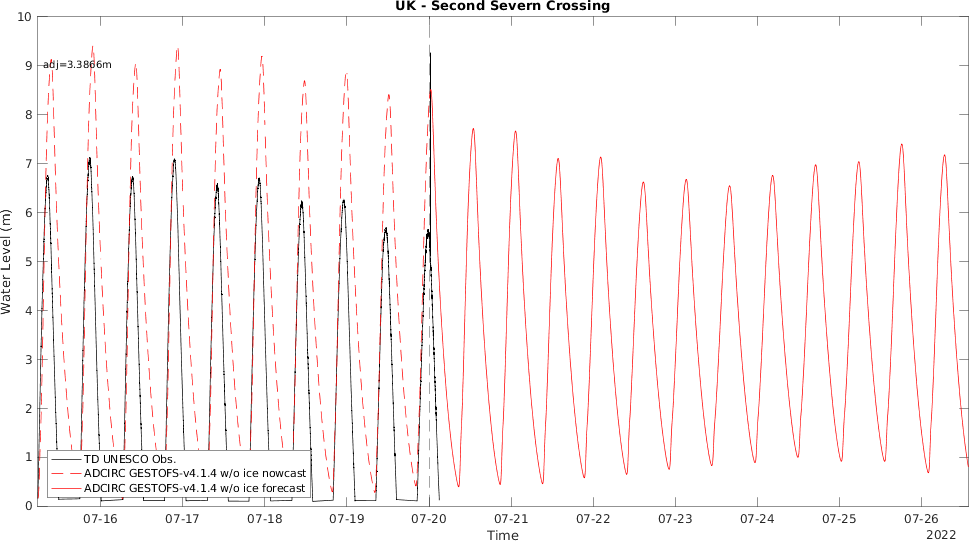 UK - Second Severn Crossing
10
9
8
7
6
5
4
3
2
1
0
Water Level (m)
adj=3.3866m
TD UNESCO Obs.
ADCIRC GESTOFS-v4.1.4 w/o ice nowcast
ADCIRC GESTOFS-v4.1.4 w/o ice forecast
07-16 07-17 07-18 07-19 07-20 07-21 07-22 07-23 07-24 07-25 07-26
Time
2022